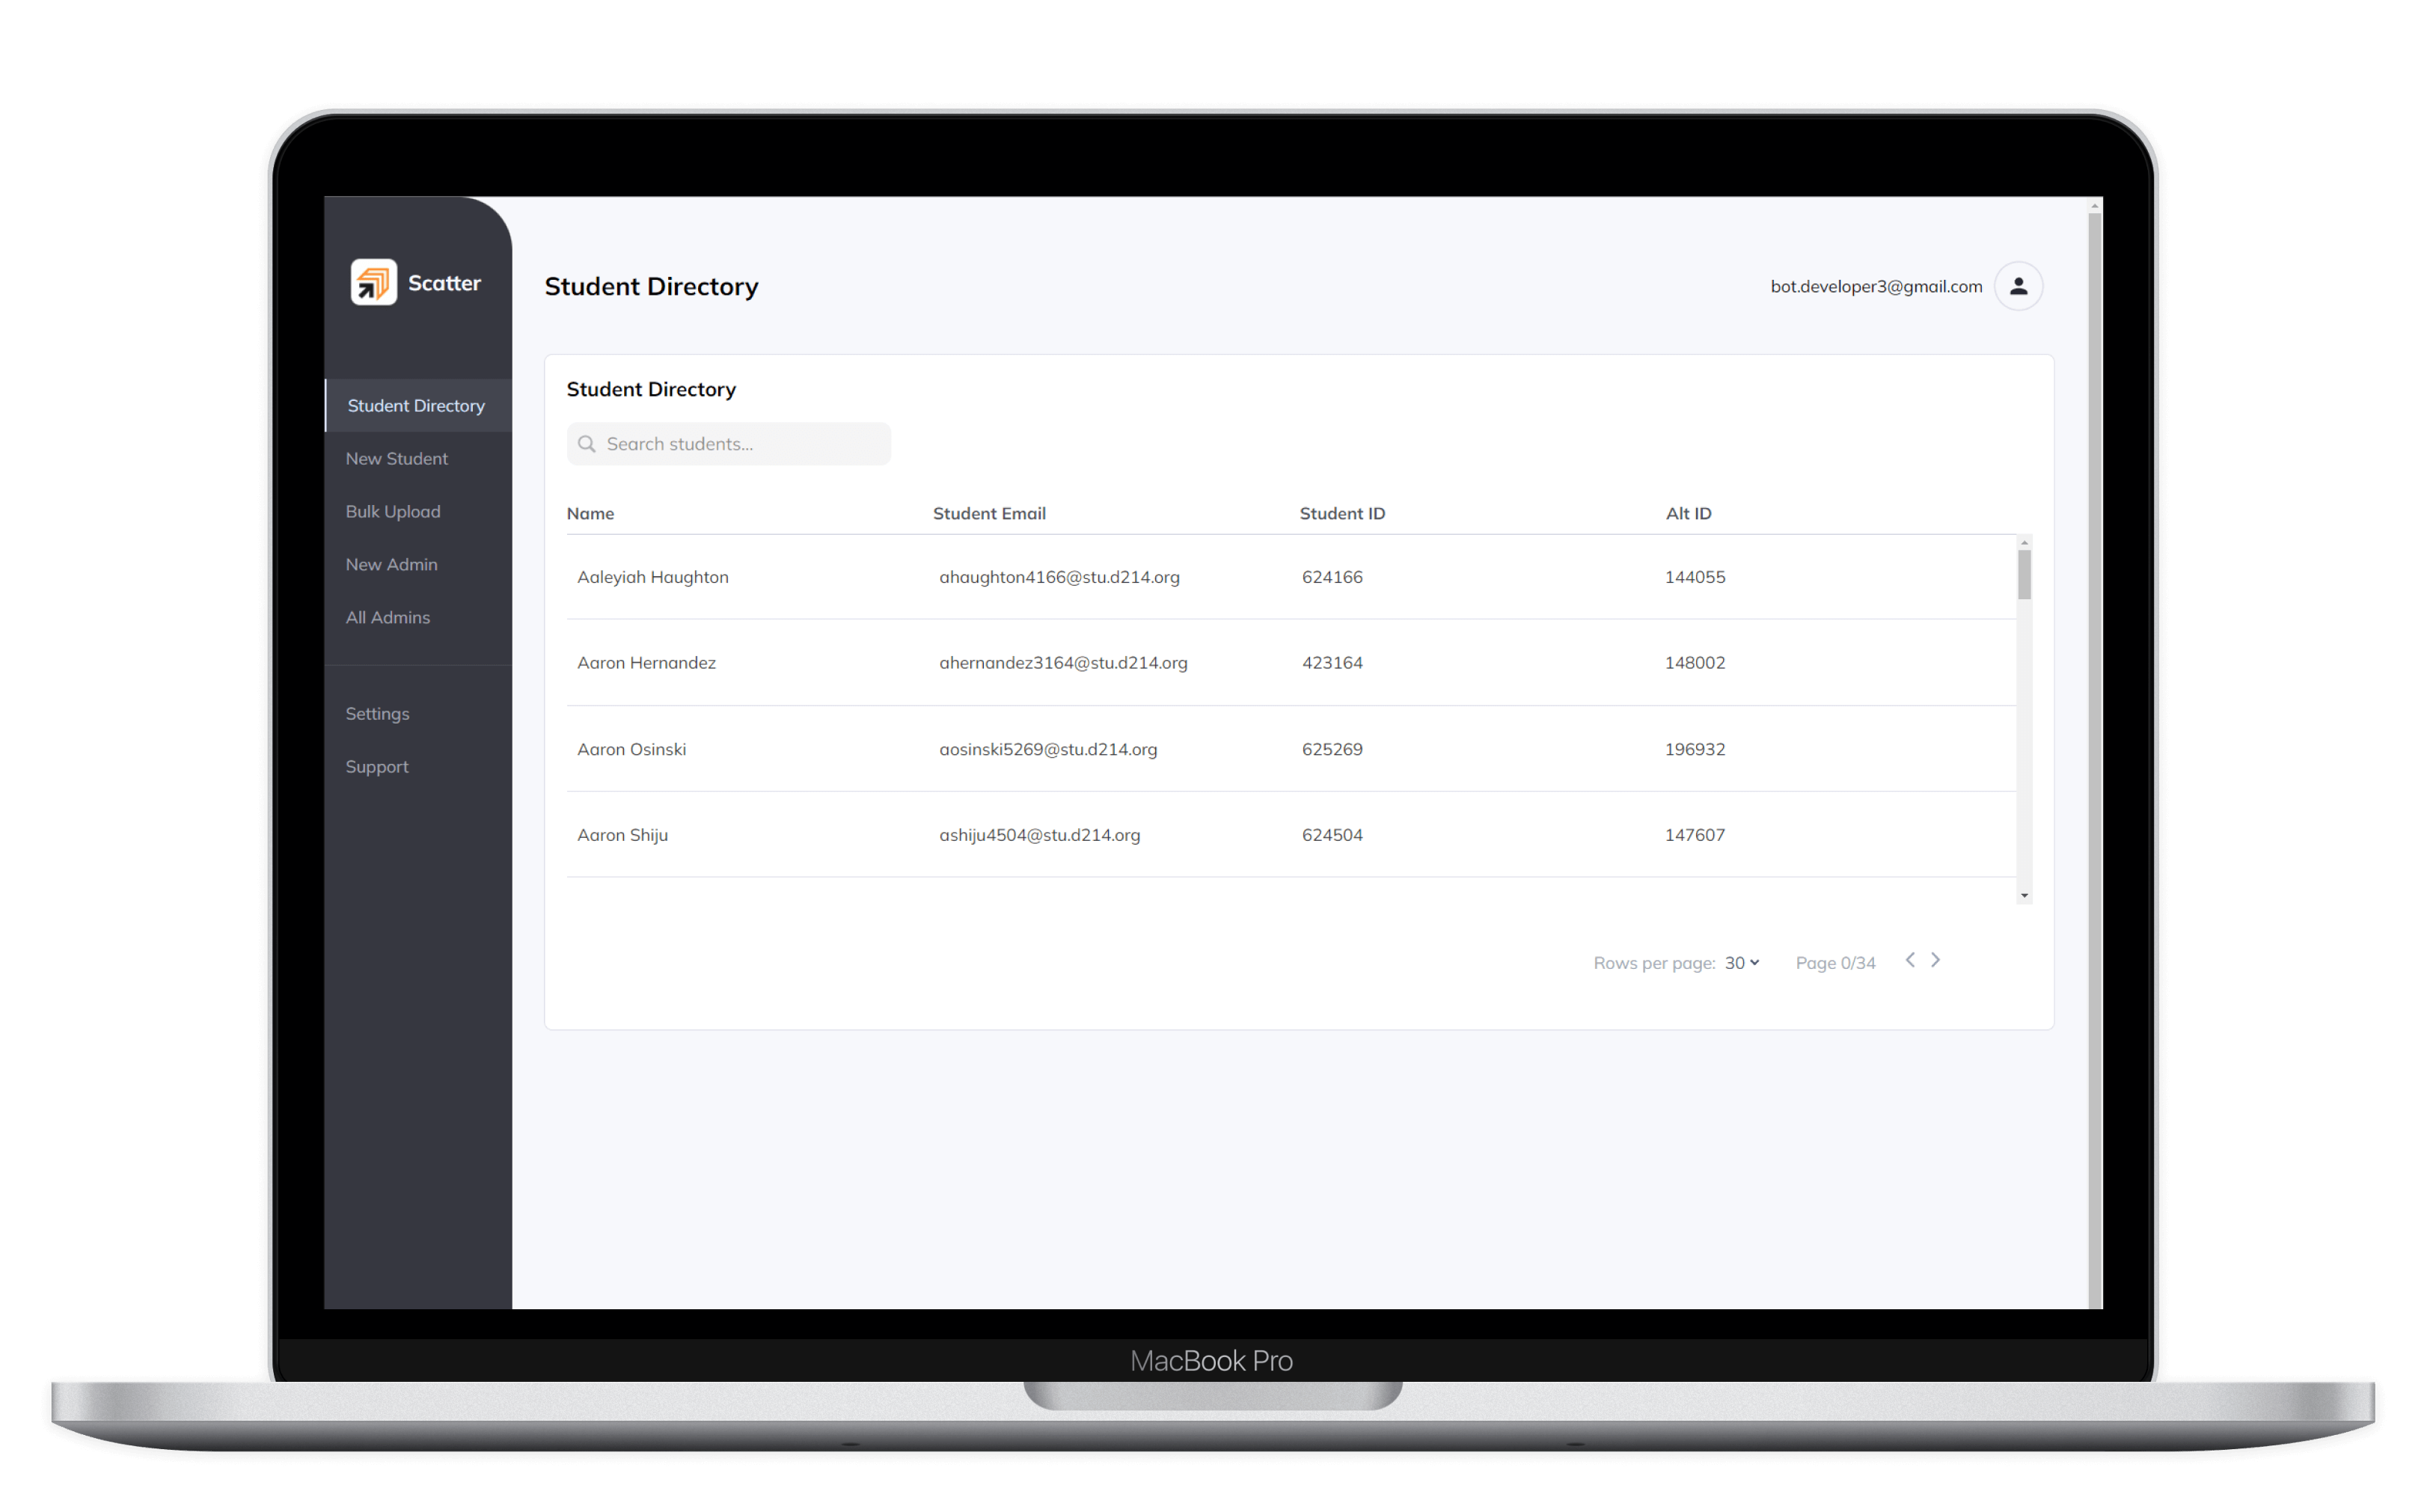 Scatter
Student Directory
New Student
Bulk Upload
New Admin
All Admins
Settings
Support
Student Directory
bot.developer3@gmail.com
Student Directory
Search students...
Name Student Email Student ID Alt ID
Aaleyiah Haughton ahaughton4166@stu.d214.org 624166 144055
Aaron Hernandez ahernandez3164@stu.d214.org 423164 148002
Aaron Osinski aosinski5269@stu.d214.org 625269 196932
Aaron Shiju ashiju4504@stu.d214.org 624504 147607
Rows per page: 30 Page 0/34
MacBook Pro